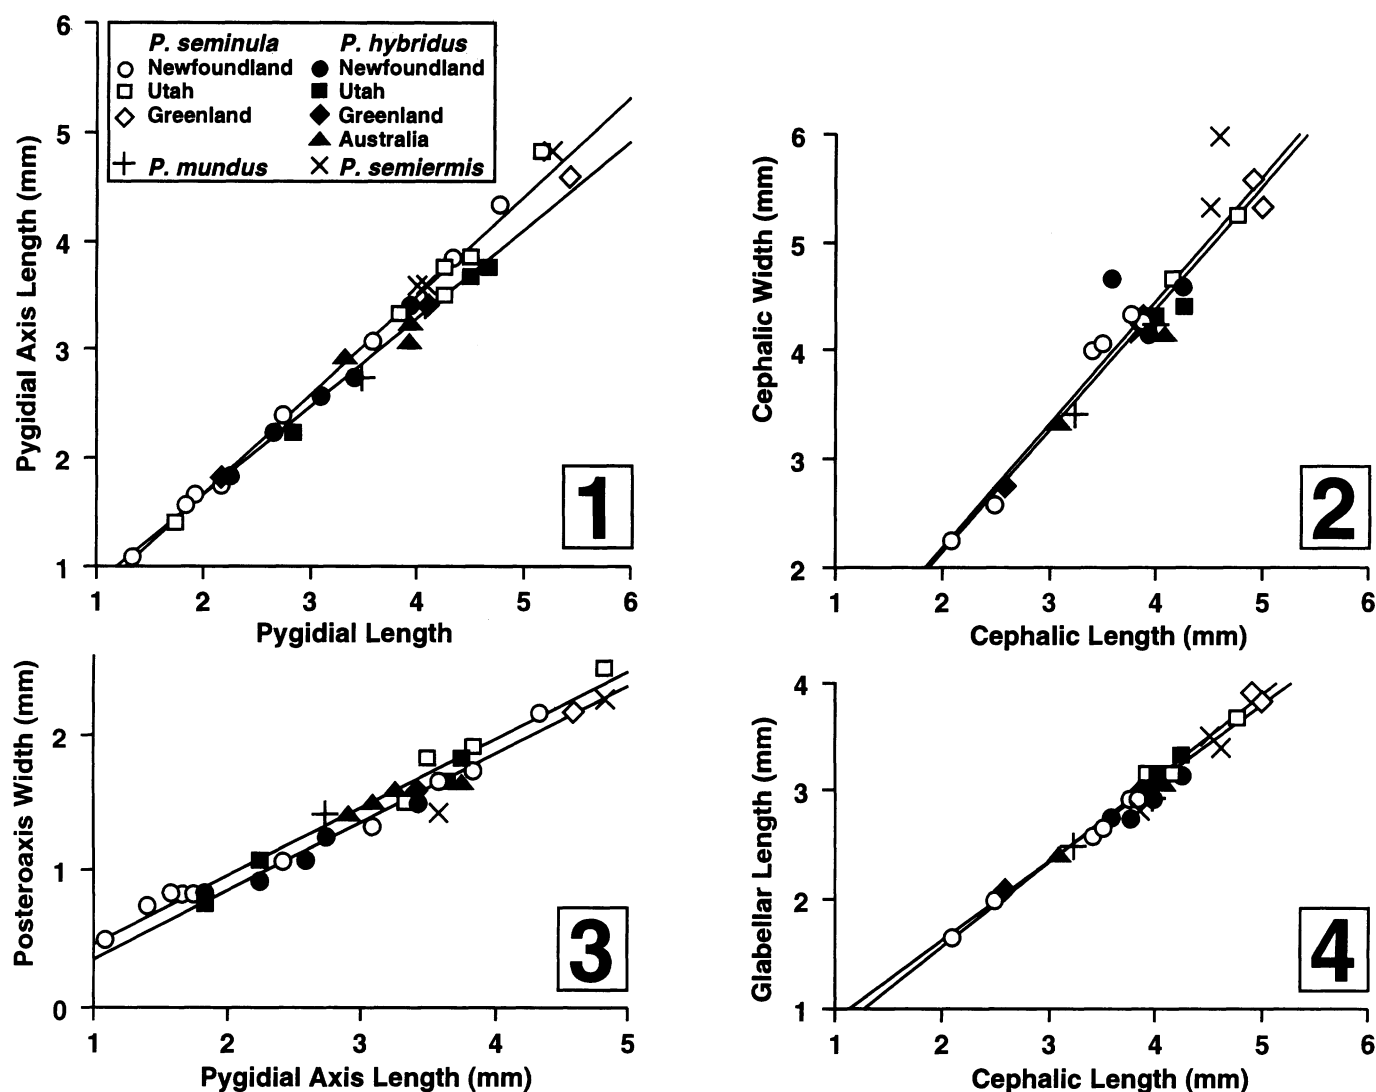 6
5
4
3
2
1
Pygidial Axis Length (mm)
P. seminula P. hybridus
Newfoundland Newfoundland
Utah Utah
Greenland Greenland
Australia
P. mundus P. semiermis
1
1 2 3 4 5 6
Pygidial Length
6
5
4
3
2
Cephalic Width (mm)
2
1 2 3 4 5 6
Cephalic Length (mm)
2
1
0
Posteroaxis Width (mm)
3
1 2 3 4 5
Pygidial Axis Length (mm)
4
3
2
1
Glabellar Length (mm)
4
1 2 3 4 5 6
Cephalic Length (mm)